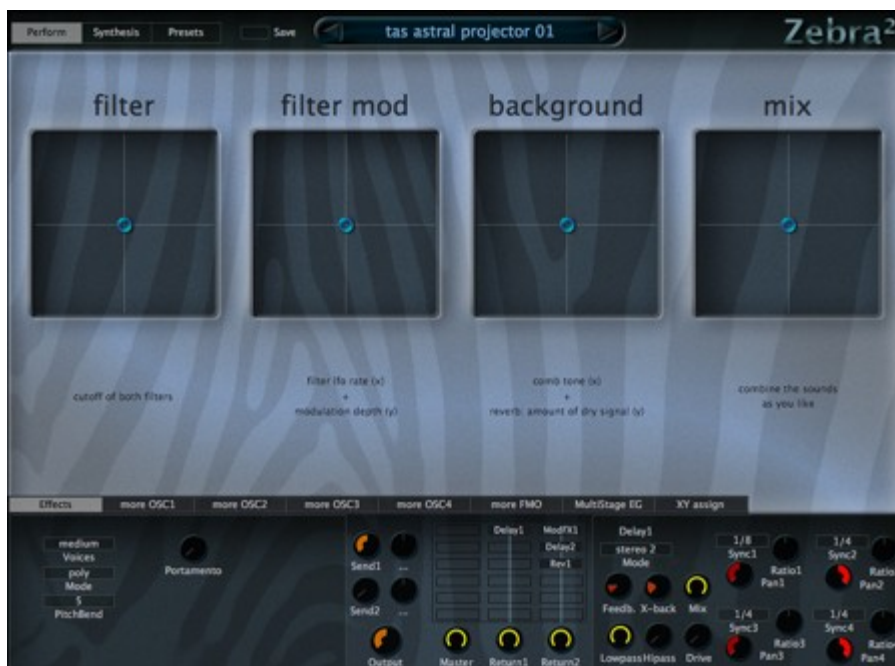 Perform Synthesis Presets Save tas astral projector 01 Zebra²
filter filter mod background mix
cutoff of both filters
filter lfo rate (x)
+
modulation depth (y)
comb tone (x)
+
reverb: amount of dry signal (y)
combine the sounds
as you like
Effects more OSC1 more OSC2 more OSC3 more OSC4 more FMO MultiStage EG XY assign
medium
Voices
poly
Mode
5
PitchBend
Portamento
Send1 --
Send2 --
Output Master Return1 Return2
Delay1 ModFX1
Delay2
Rev1
Delay1
stereo 2
Mode
Feedb. X-back Mix
Lowpass Hipass Drive
1/8
Sync1 Ratio1
Pan1
1/4
Sync2 Ratio
Pan2
1/4
Sync3 Ratio3
Pan3
1/4
Sync4 Ratio
Pan4